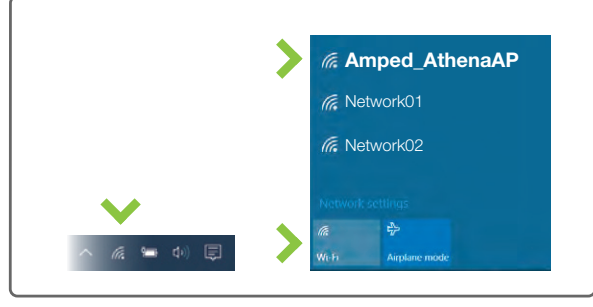 Amped_AthenaAP
Network01
Network02
Network settings
Wi-Fi
Airplane mode